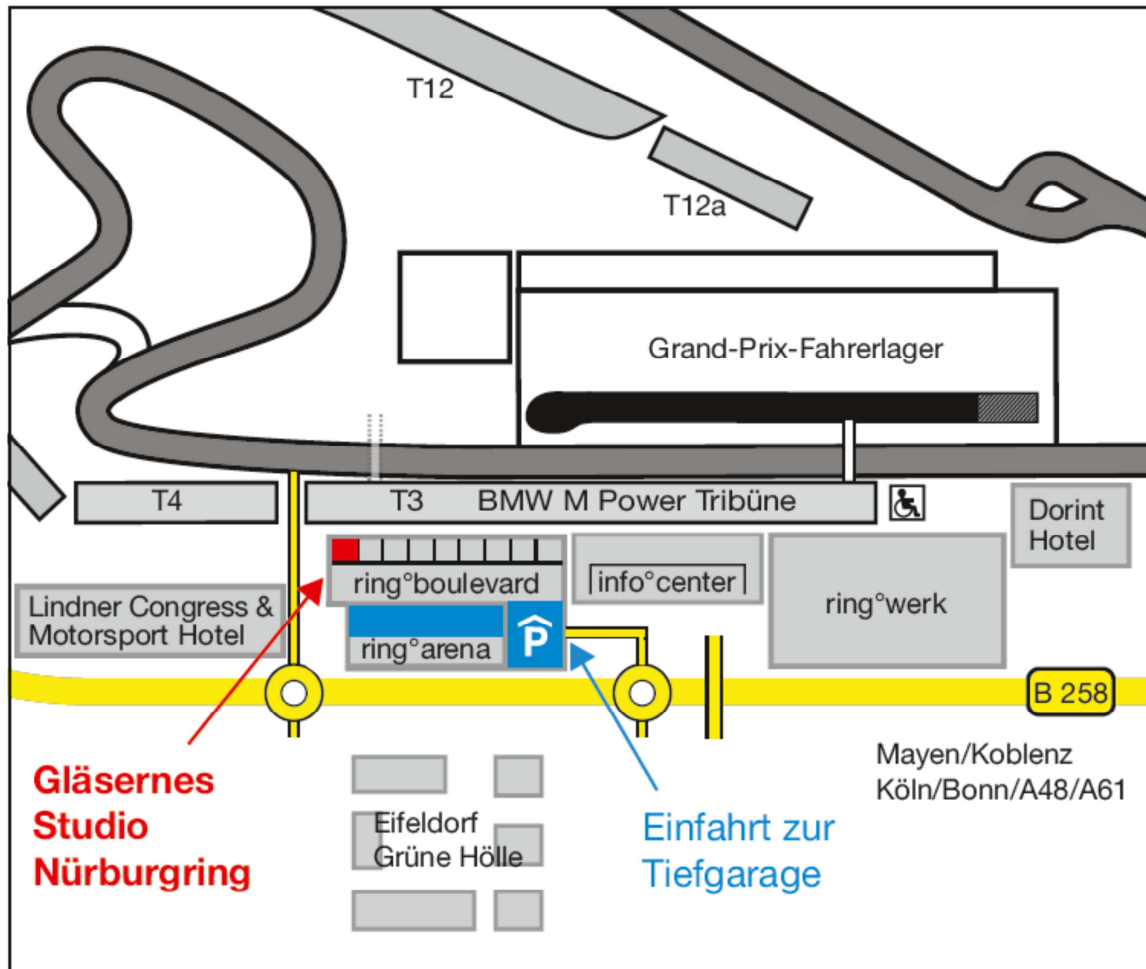 T12
T12a
Grand-Prix-Fahrerlager
T4
T3 BMW M Power Tribüne
Dorint
Hotel
ring°boulevard
info°center
ring°werk
Lindner Congress &
Motorsport Hotel
ring°arena
P
B 258
Gläsernes
Studio
Nürburgring
Eifeldorf
Grüne Hölle
Einfahrt zur
Tiefgarage
Mayen/Koblenz
Köln/Bonn/A48/A61